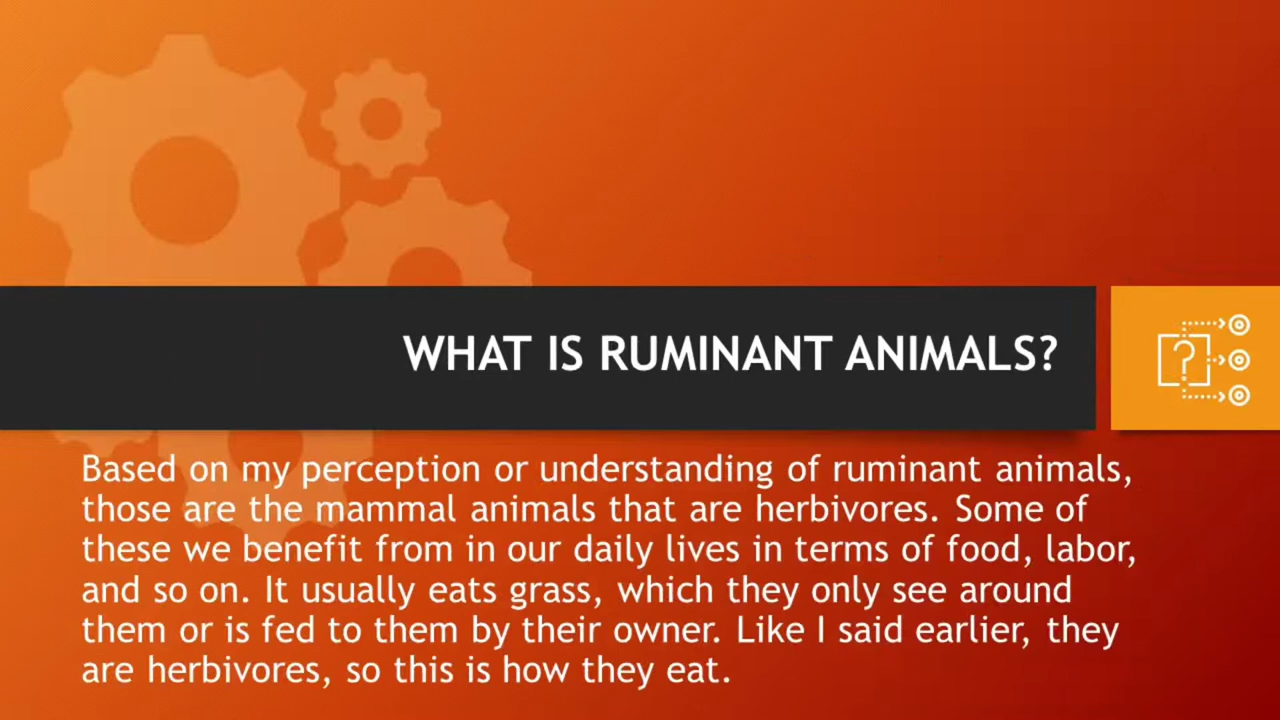 WHAT IS RUMINANT ANIMALS?
Based on my perception or understanding of ruminant animals,
those are the mammal animals that are herbivores. Some of
these we benefit from in our daily lives in terms of food, labor,
and so on. It usually eats grass, which they only see around
them or is fed to them by their owner. Like I said earlier, they
are herbivores, so this is how they eat.